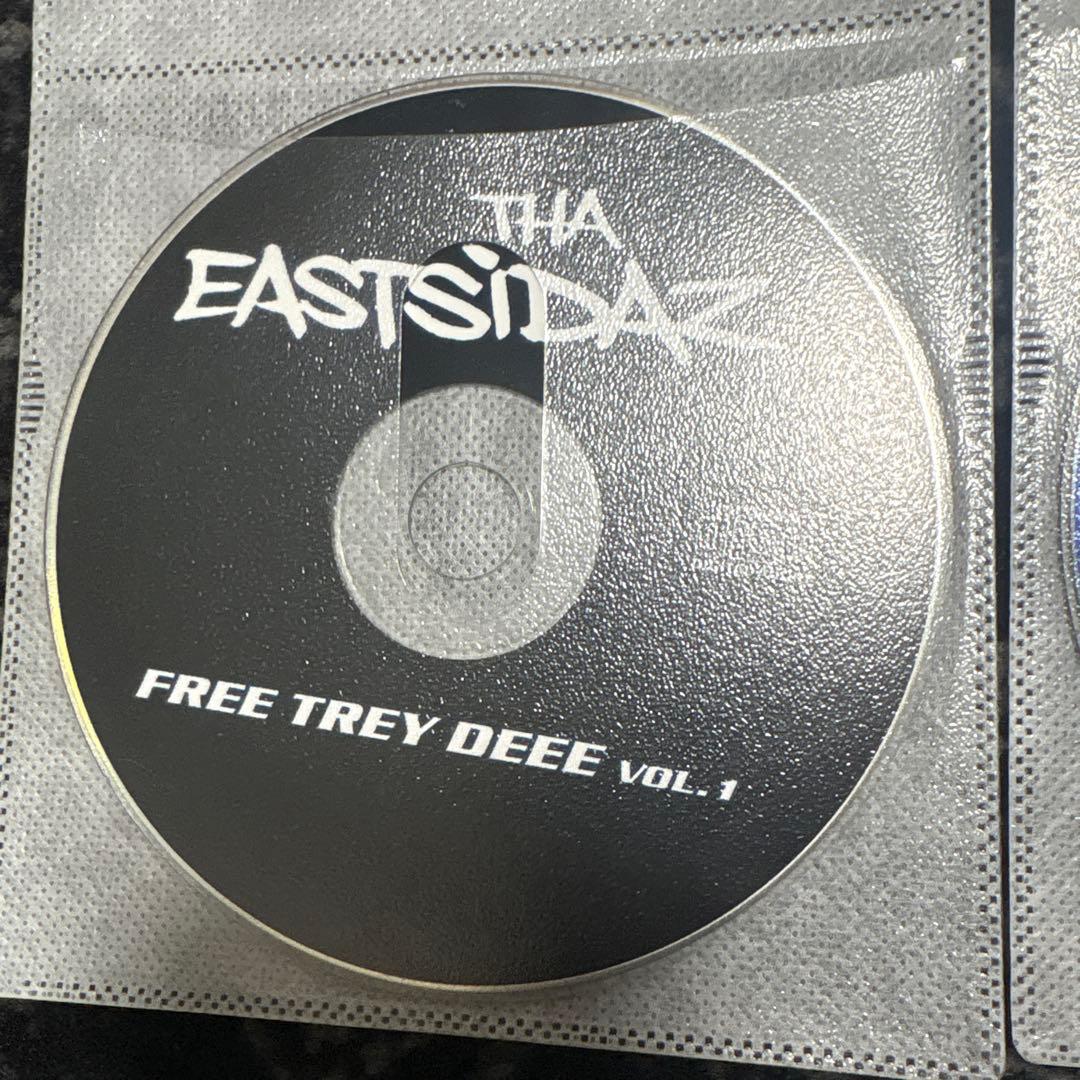 THA
EASTSIDAZ
FREE TREY DEEE VOL.1